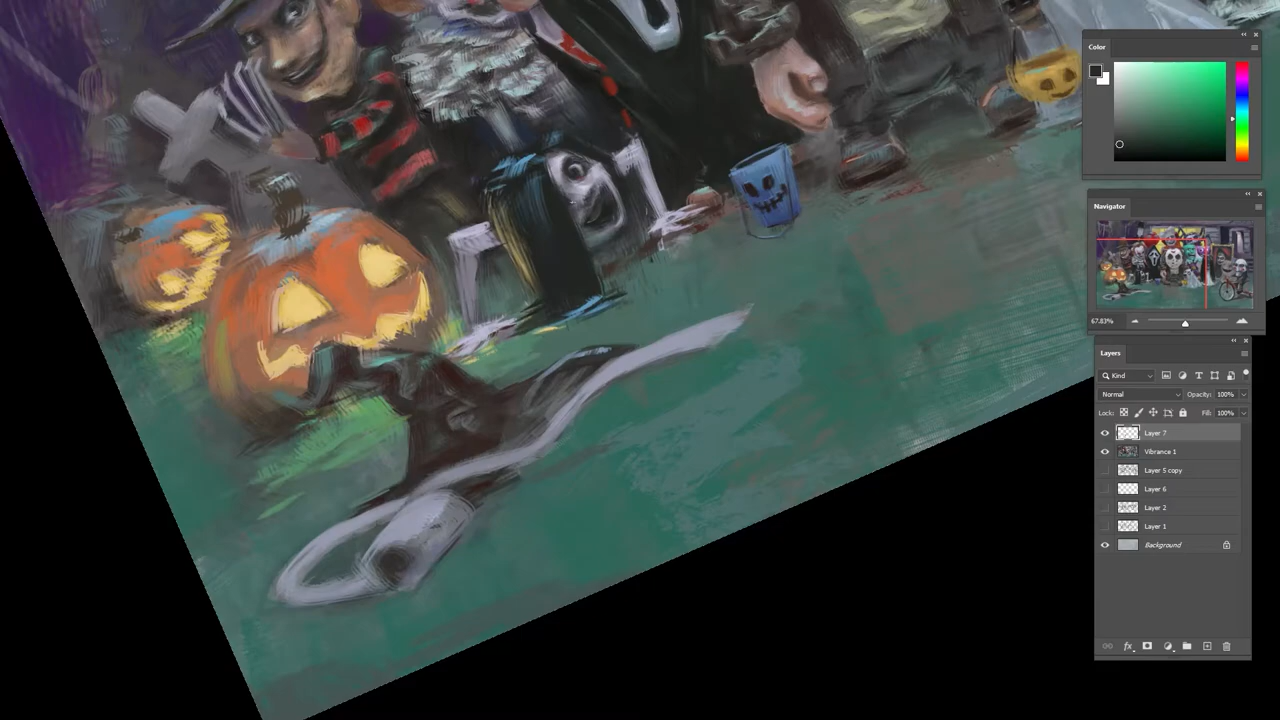 Color
Navigator
67.83%
Layers
Kind
Normal
Opacity: 100%
Lock:
Fill: 100%
Layer 7
Vibrance 1
Layer 5 copy
Layer 6
Layer 2
Layer 1
Background
fx